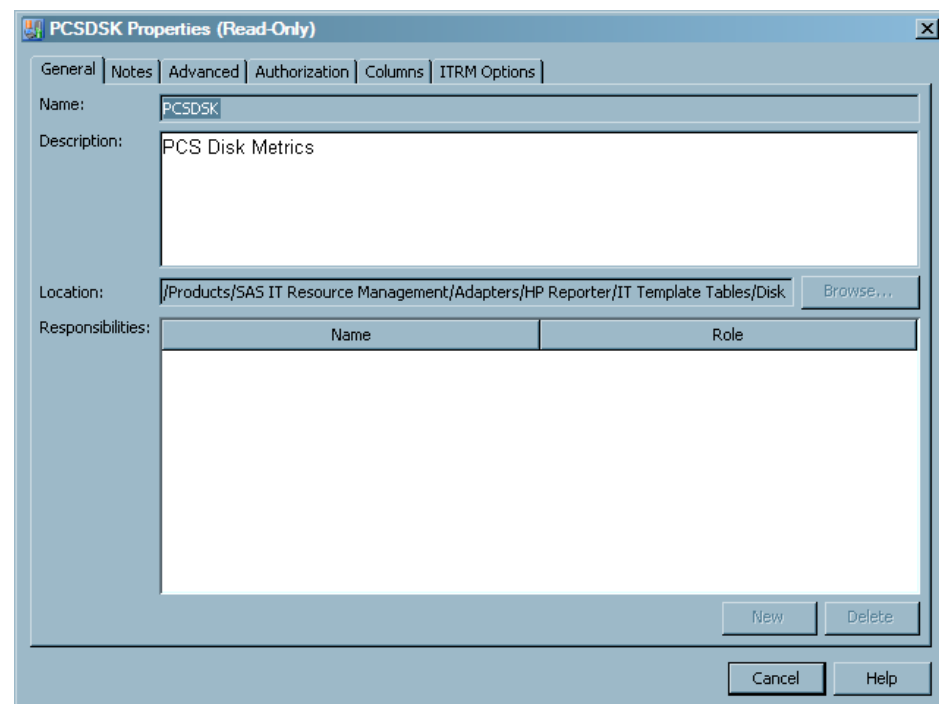 PCSDSK Properties (Read-Only)
General Notes Advanced Authorization Columns ITRM Options
Name: PCSDSK
Description: PCS Disk Metrics
Location: /Products/SAS IT Resource Management/Adapters/HP Reporter/IT Template Tables/Disk Browse...
Responsibilities: Name Role
New Delete
Cancel Help